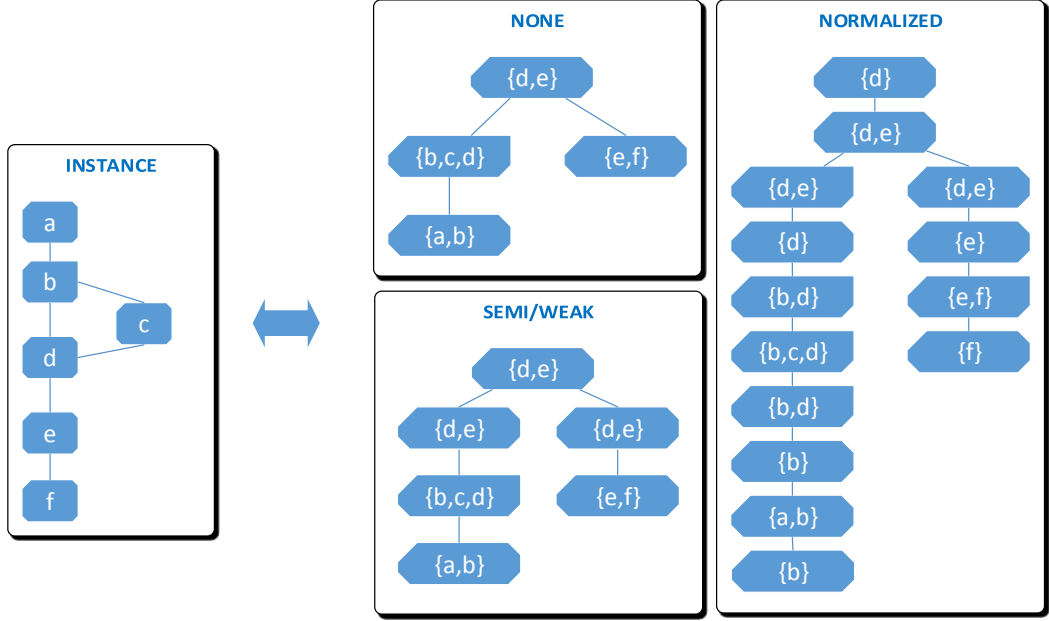 INSTANCE
a
b
c
d
e
f
NONE
{d,e}
{b,c,d} {e,f}
{a,b}
SEMI/WEAK
{d,e}
{d,e} {d,e}
{b,c,d} {e,f}
{a,b}
NORMALIZED
{d}
{d,e}
{d,e} {d,e}
{d} {e}
{b,d} {e,f}
{b,c,d} {f}
{b,d}
{b}
{a,b}
{b}